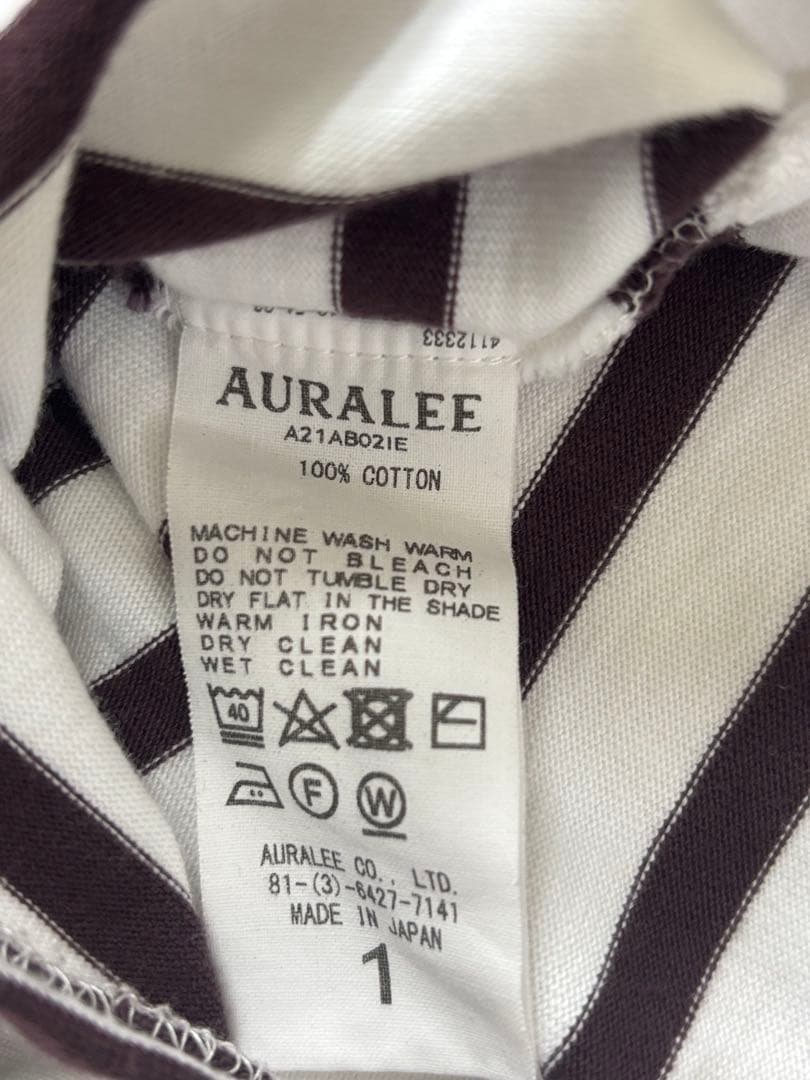 4112333
AURALEE
A21AB02IE
100% COTTON
MACHINE WASH WARM
DO NOT BLEACH
DO NOT TUMBLE DRY
DRY FLAT IN THE SHADE
WARM IRON
DRY CLEAN
WET CLEAN
40
F
W
AURALEE CO., LTD.
81-(3)-6427-7141
MADE IN JAPAN
1